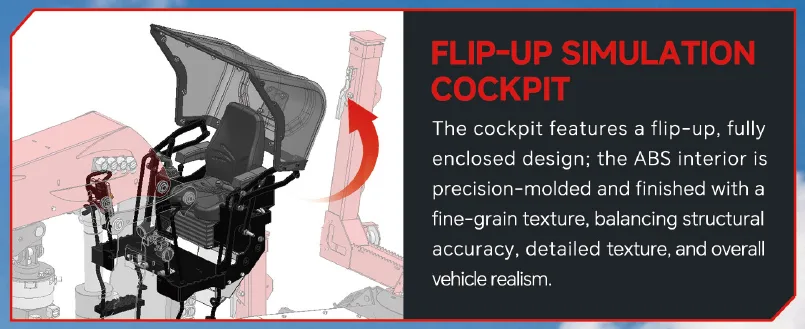 FLIP-UP SIMULATION
COCKPIT
The cockpit features a flip-up, fully
enclosed design; the ABS interior is
precision-molded and finished with a
fine-grain texture, balancing structural
accuracy, detailed texture, and overall
vehicle realism.